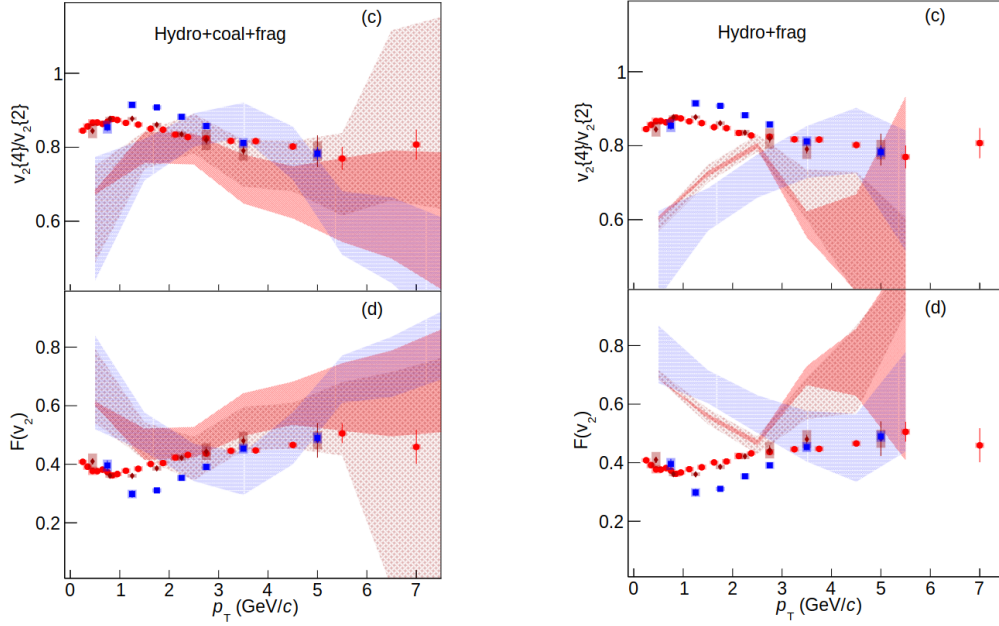 (c)
Hydro+coal+frag
1
0.8
0.6
v₂{4}/v₂{2}
(d)
0.8
0.6
0.4
0.2
F(v₂)
0 1 2 3 4 5 6 7
p_T (GeV/c)
(c)
Hydro+frag
1
0.8
0.6
v₂{4}/v₂{2}
(d)
0.8
0.6
0.4
0.2
F(v₂)
0 1 2 3 4 5 6 7
p_T (GeV/c)